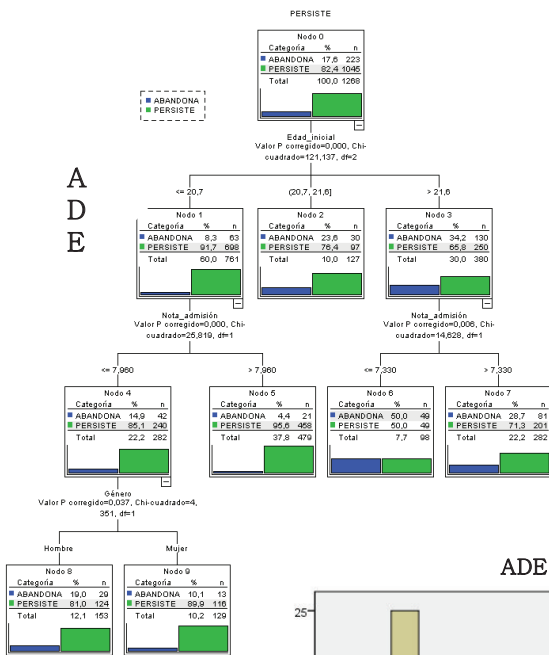 PERSISTE
Nodo 0
Categoría % n
ABANDONA 17,6 223
PERSISTE 82,4 1045
Total 100,0 1268
ABANDONA
PERSISTE
Edad_inicial
Valor P corregido=0,000, Chi-
cuadrado=121,137, df=2
A
D
E
<= 20,7
(20,7, 21,6]
> 21,6
Nodo 1
Categoría % n
ABANDONA 8,3 63
PERSISTE 91,7 698
Total 60,0 761
Nodo 2
Categoría % n
ABANDONA 23,6 30
PERSISTE 76,4 97
Total 10,0 127
Nodo 3
Categoría % n
ABANDONA 34,2 130
PERSISTE 65,8 250
Total 30,0 380
Nota_admisión
Valor P corregido=0,000, Chi-
cuadrado=25,819, df=1
Nota_admisión
Valor P corregido=0,006, Chi-
cuadrado=14,628, df=1
<= 7,960
> 7,960
<= 7,330
> 7,330
Nodo 4
Categoría % n
ABANDONA 14,9 42
PERSISTE 85,1 240
Total 22,2 282
Nodo 5
Categoría % n
ABANDONA 4,4 21
PERSISTE 95,6 458
Total 37,8 479
Nodo 6
Categoría % n
ABANDONA 50,0 49
PERSISTE 50,0 49
Total 7,7 98
Nodo 7
Categoría % n
ABANDONA 28,7 81
PERSISTE 71,3 201
Total 22,2 282
Género
Valor P corregido=0,037, Chi-cuadrado=4,
351, df=1
Hombre
Mujer
Nodo 8
Categoría % n
ABANDONA 19,0 29
PERSISTE 81,0 124
Total 12,1 153
Nodo 9
Categoría % n
ABANDONA 10,1 13
PERSISTE 89,9 116
Total 10,2 129
ADE
25